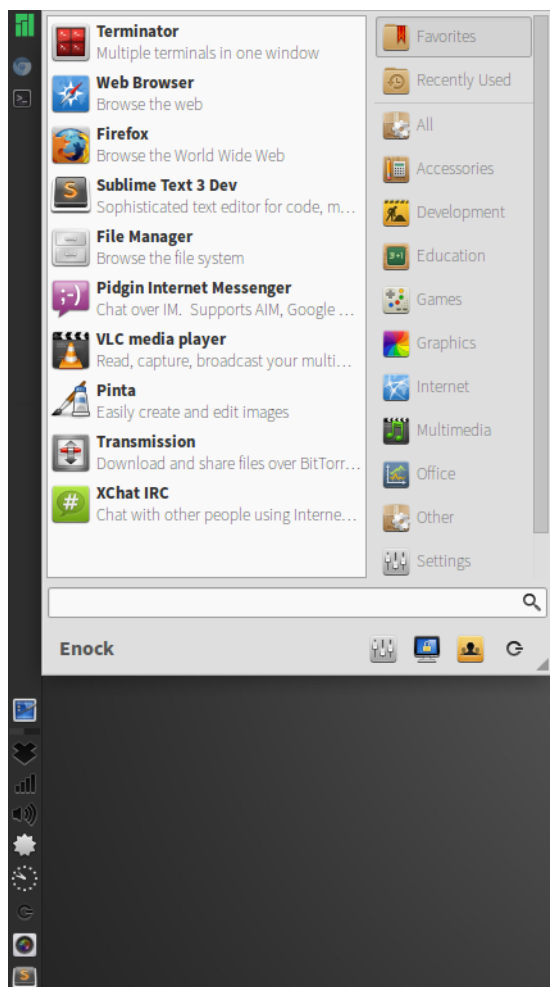 Terminator
Multiple terminals in one window
Web Browser
Browse the web
Firefox
Browse the World Wide Web
Sublime Text 3 Dev
Sophisticated text editor for code, m...
File Manager
Browse the file system
Pidgin Internet Messenger
Chat over IM.  Supports AIM, Google ...
VLC media player
Read, capture, broadcast your multi...
Pinta
Easily create and edit images
Transmission
Download and share files over BitTorr...
XChat IRC
Chat with other people using Interne...
Favorites
Recently Used
All
Accessories
Development
Education
Games
Graphics
Internet
Multimedia
Office
Other
Settings
Enock